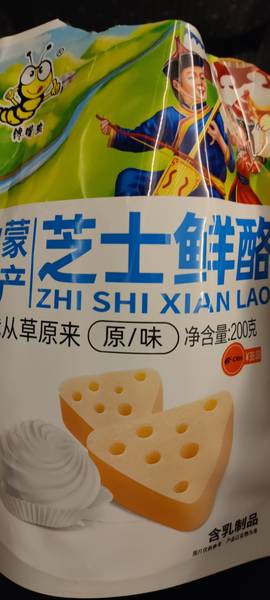 ®
蒙
产
芝士鲜酪
ZHI SHI XIAN LAO
从草原来
原/味
净含量:200克
含乳制品